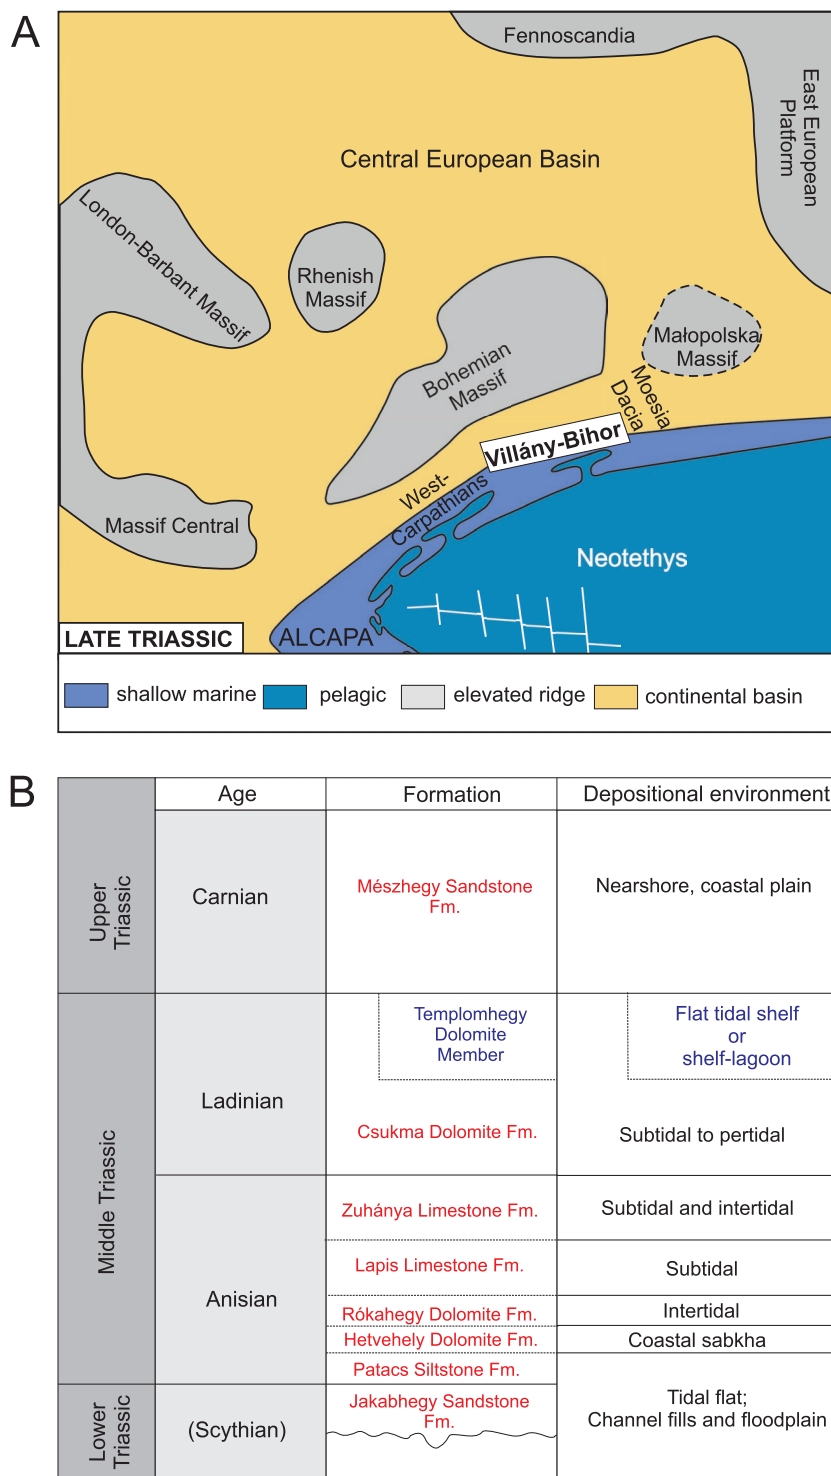 A
Fennoscandia
East European
Platform
Central European Basin
London-Barbant Massif
Rhenish
Massif
Małopolska
Massif
Bohemian
Massif
Moesia
Dacia
Villány-Bihor
West-
Carpathians
Massif Central
Neotethys
LATE TRIASSIC
ALCAPA
shallow marine
pelagic
elevated ridge
continental basin
B
Age
Formation
Depositional environment
Upper
Triassic
Carnian
Mészhegy Sandstone
Fm.
Nearshore, coastal plain
Middle Triassic
Ladinian
Templomhegy
Dolomite
Member
Flat tidal shelf
or
shelf-lagoon
Csukma Dolomite Fm.
Subtidal to pertidal
Anisian
Zuhánya Limestone Fm.
Subtidal and intertidal
Lapis Limestone Fm.
Subtidal
Rókahegy Dolomite Fm.
Intertidal
Hetvehely Dolomite Fm.
Coastal sabkha
Patacs Siltstone Fm.
Lower
Triassic
(Scythian)
Jakabhegy Sandstone
Fm.
Tidal flat;
Channel fills and floodplain